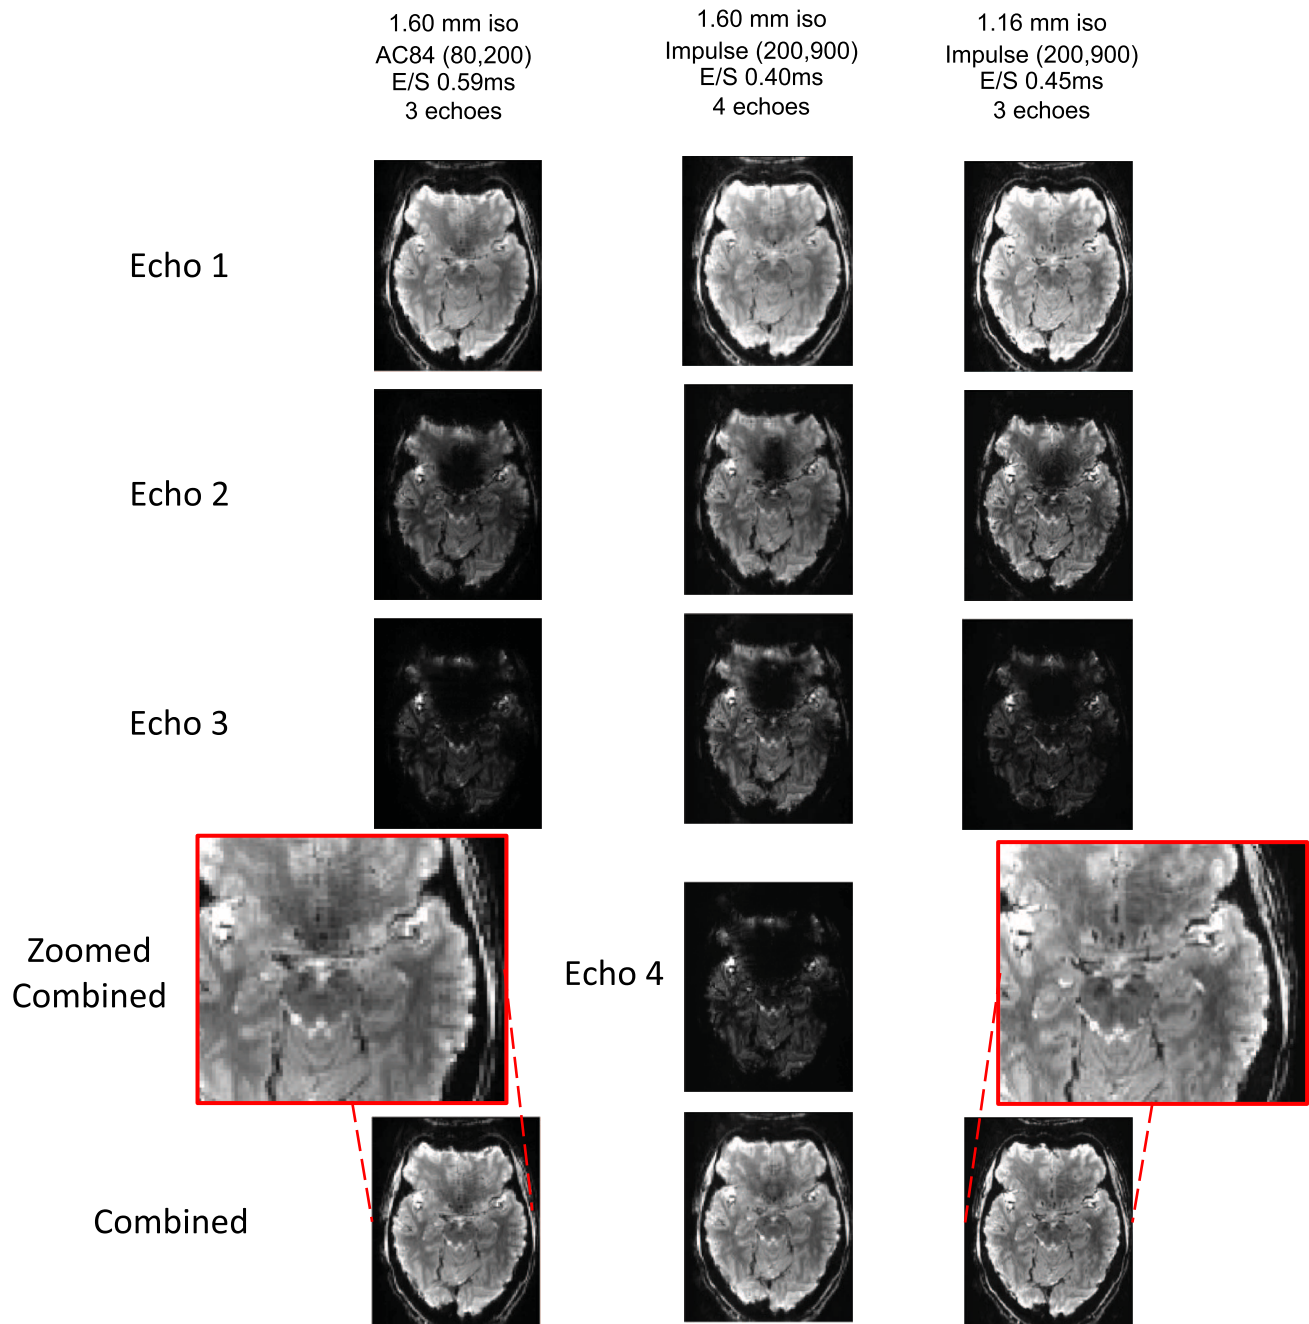 1.60 mm iso
AC84 (80,200)
E/S 0.59ms
3 echoes
1.60 mm iso
Impulse (200,900)
E/S 0.40ms
4 echoes
1.16 mm iso
Impulse (200,900)
E/S 0.45ms
3 echoes
Echo 1
Echo 2
Echo 3
Zoomed
Combined
Echo 4
Combined